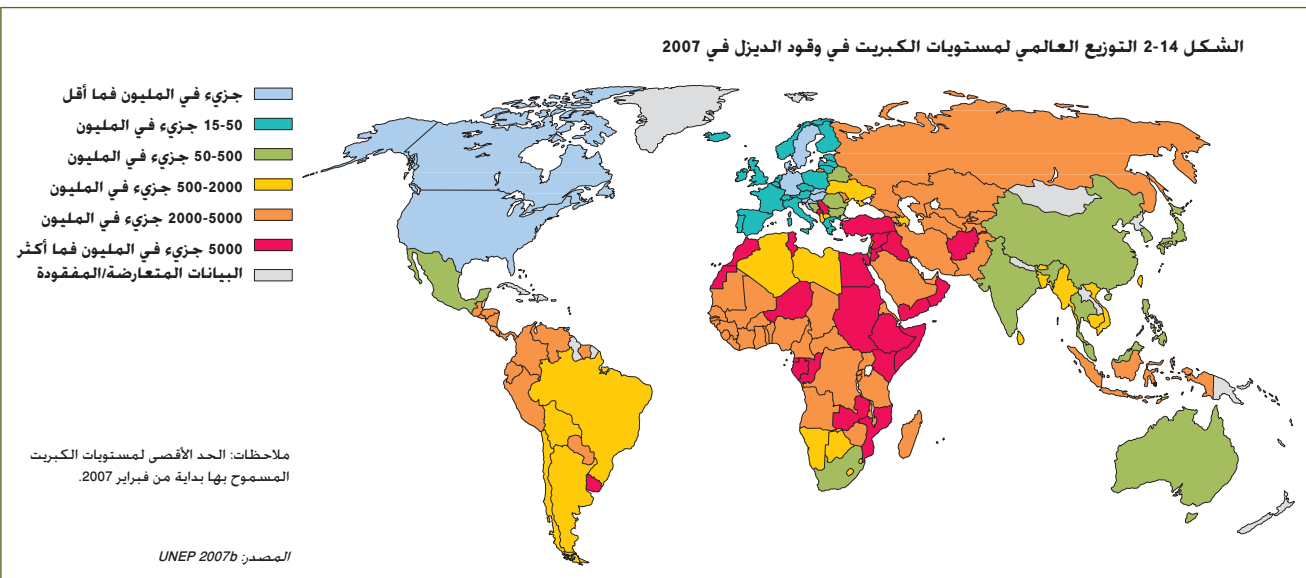 الشكل 14-2 التوزيع العالمي لمستويات الكبريت في وقود الديزل في 2007
جزيء في المليون فما أقل
15-50 جزيء في المليون
50-500 جزيء في المليون
500-2000 جزيء في المليون
2000-5000 جزيء في المليون
5000 جزيء في المليون فما أكثر
البيانات المتعارضة/المفقودة
ملاحظات: الحد الأقصى لمستويات الكبريت
المسموح بها بداية من فبراير 2007.
المصدر: UNEP 2007b